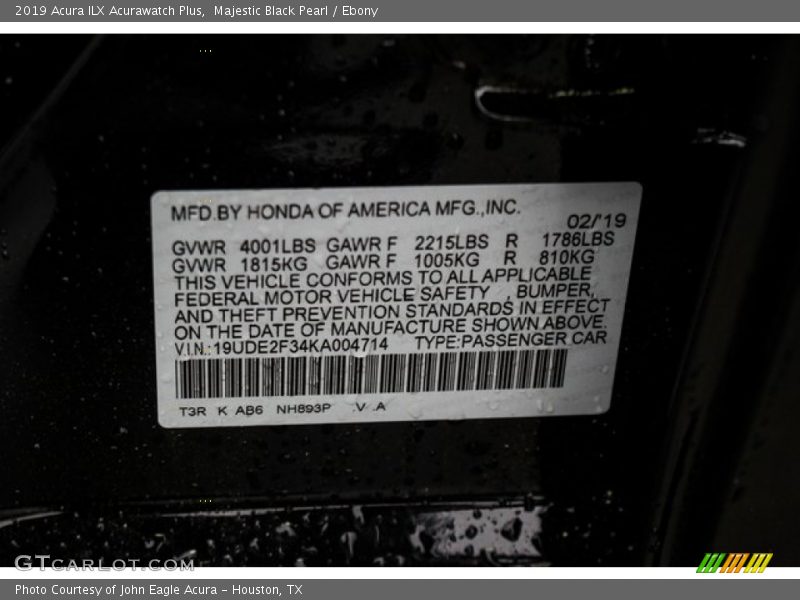 2019 Acura ILX Acurawatch Plus,  Majestic Black Pearl / Ebony
MFD.BY HONDA OF AMERICA MFG.,INC.
02/'19
GVWR 4001LBS GAWR F 2215LBS R 1786LBS
GVWR 1815KG GAWR F 1005KG R 810KG
THIS VEHICLE CONFORMS TO ALL APPLICABLE
FEDERAL MOTOR VEHICLE SAFETY , BUMPER,
AND THEFT PREVENTION STANDARDS IN EFFECT
ON THE DATE OF MANUFACTURE SHOWN ABOVE.
V.I.N.:19UDE2F34KA004714 TYPE:PASSENGER CAR
T3R K AB6 NH893P .V .A
GTCARLOT.COM
Photo Courtesy of John Eagle Acura - Houston, TX